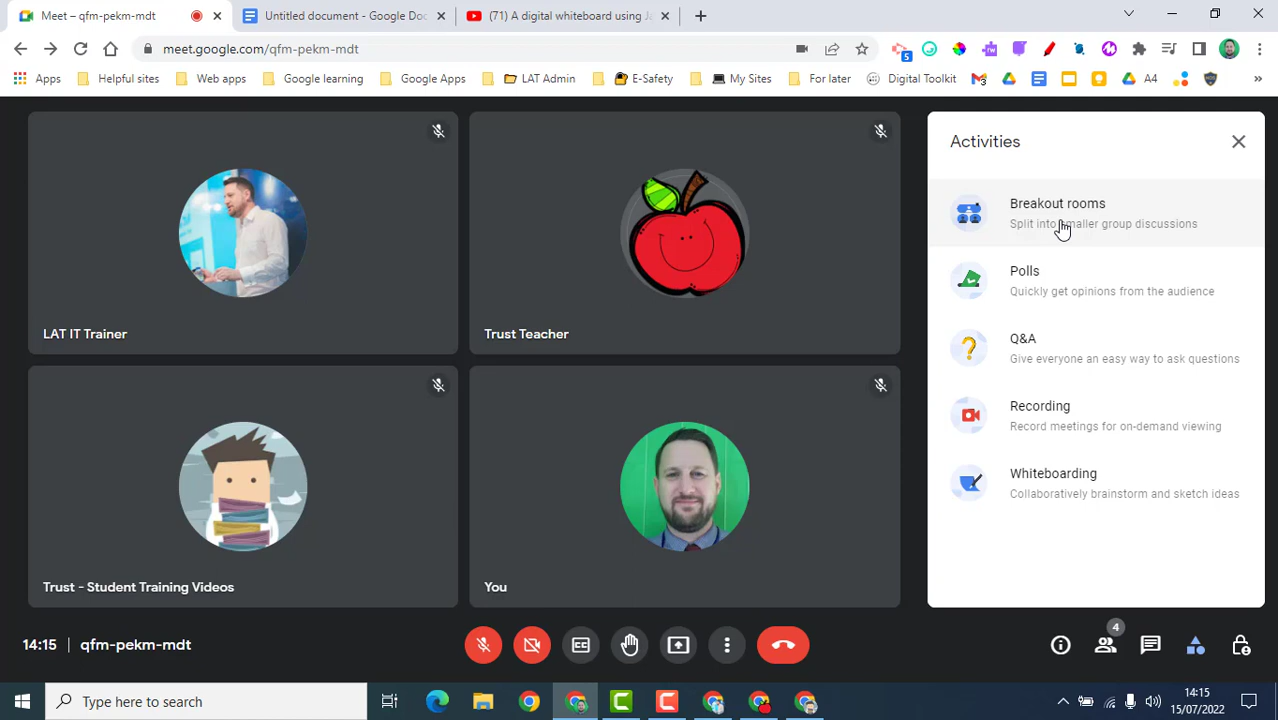 Meet – qfm-pekm-mdt
Untitled document - Google Doc
(71) A digital whiteboard using Ja
meet.google.com/qfm-pekm-mdt
5
Apps
Helpful sites
Web apps
Google learning
Google Apps
LAT Admin
E-Safety
My Sites
For later
Digital Toolkit
A4
»
LAT IT Trainer
Trust Teacher
Trust - Student Training Videos
You
Activities
Breakout rooms
Split into smaller group discussions
Polls
Quickly get opinions from the audience
Q&A
Give everyone an easy way to ask questions
Recording
Record meetings for on-demand viewing
Whiteboarding
Collaboratively brainstorm and sketch ideas
14:15 | qfm-pekm-mdt
CC
4
Type here to search
14:15
15/07/2022